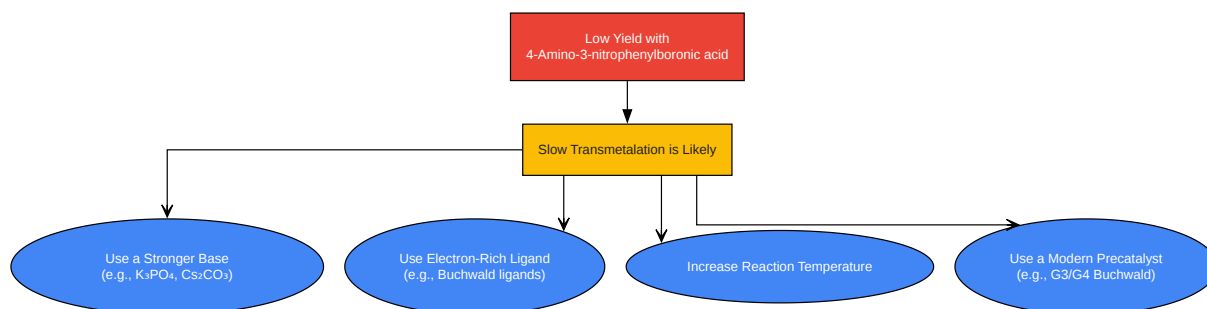 Low Yield with
4-Amino-3-nitrophenylboronic acid
Slow Transmetalation is Likely
Use a Stronger Base
(e.g., K₃PO₄, Cs₂CO₃)
Use Electron-Rich Ligand
(e.g., Buchwald ligands)
Increase Reaction Temperature
Use a Modern Precatalyst
(e.g., G3/G4 Buchwald)